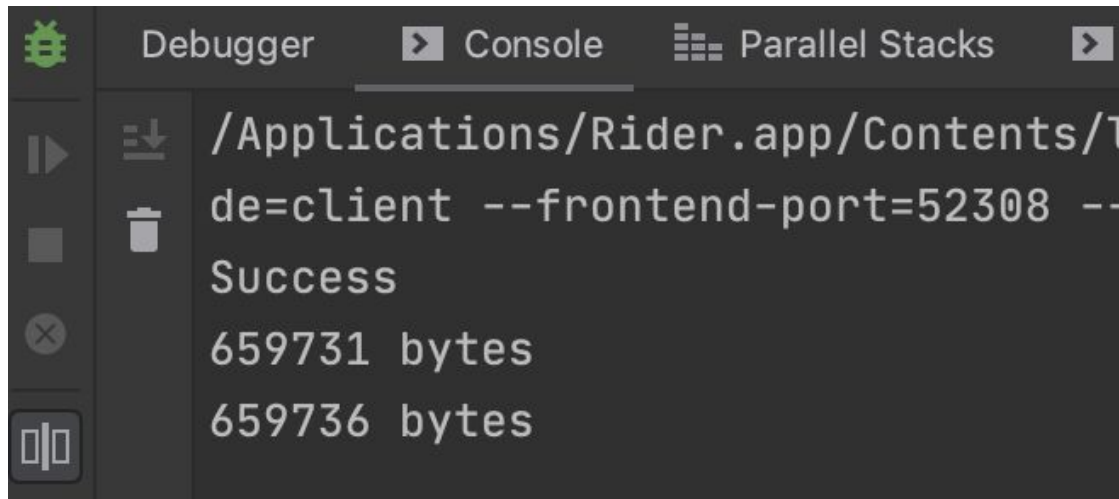 Debugger Console Parallel Stacks
/Applications/Rider.app/Contents/
de=client --frontend-port=52308 --
Success
659731 bytes
659736 bytes